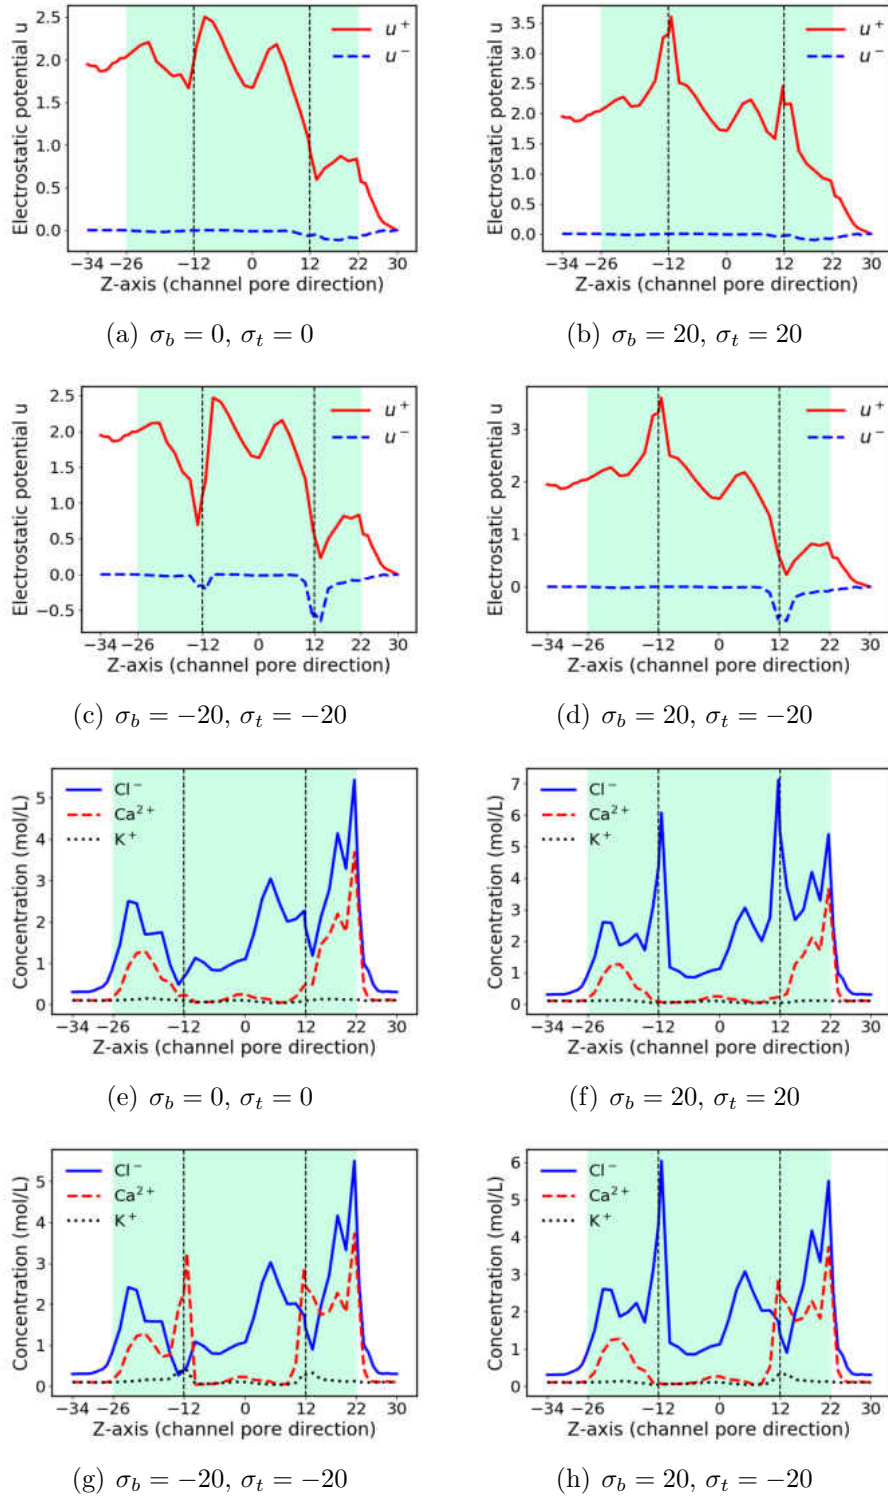 2.5
2.0
1.5
1.0
0.5
0.0
Electrostatic potential u
u⁺
u⁻
−34 −26 −12 0 12 22 30
Z-axis (channel pore direction)
(a) σ_b = 0, σ_t = 0
3.5
3.0
2.5
2.0
1.5
1.0
0.5
0.0
Electrostatic potential u
u⁺
u⁻
−34 −26 −12 0 12 22 30
Z-axis (channel pore direction)
(b) σ_b = 20, σ_t = 20
2.5
2.0
1.5
1.0
0.5
0.0
−0.5
Electrostatic potential u
u⁺
u⁻
−34 −26 −12 0 12 22 30
Z-axis (channel pore direction)
(c) σ_b = −20, σ_t = −20
3
2
1
0
Electrostatic potential u
u⁺
u⁻
−34 −26 −12 0 12 22 30
Z-axis (channel pore direction)
(d) σ_b = 20, σ_t = −20
5
4
3
2
1
0
Concentration (mol/L)
Cl⁻
Ca²⁺
K⁺
−34 −26 −12 0 12 22 30
Z-axis (channel pore direction)
(e) σ_b = 0, σ_t = 0
7
6
5
4
3
2
1
0
Concentration (mol/L)
Cl⁻
Ca²⁺
K⁺
−34 −26 −12 0 12 22 30
Z-axis (channel pore direction)
(f) σ_b = 20, σ_t = 20
5
4
3
2
1
0
Concentration (mol/L)
Cl⁻
Ca²⁺
K⁺
−34 −26 −12 0 12 22 30
Z-axis (channel pore direction)
(g) σ_b = −20, σ_t = −20
6
5
4
3
2
1
0
Concentration (mol/L)
Cl⁻
Ca²⁺
K⁺
−34 −26 −12 0 12 22 30
Z-axis (channel pore direction)
(h) σ_b = 20, σ_t = −20